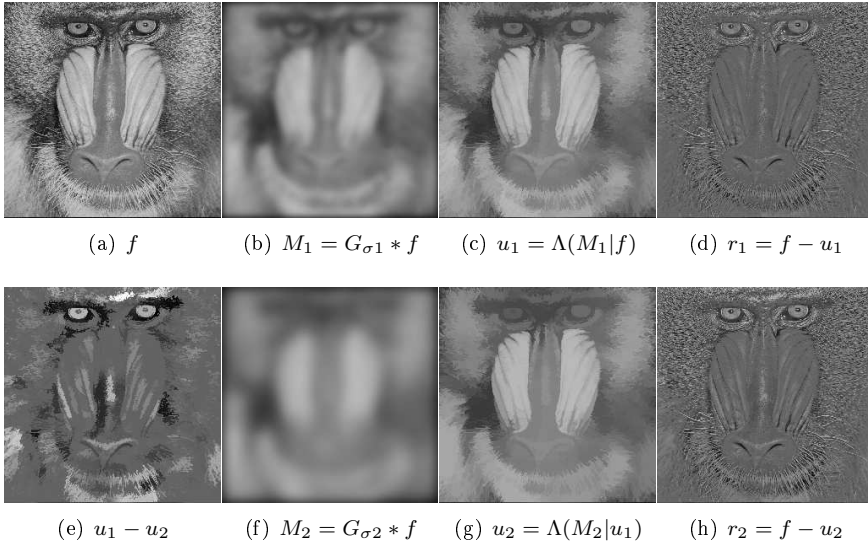 (a) f
(b) M₁ = G_σ1 ∗ f
(c) u₁ = Λ(M₁|f)
(d) r₁ = f − u₁
(e) u₁ − u₂
(f) M₂ = G_σ2 ∗ f
(g) u₂ = Λ(M₂|u₁)
(h) r₂ = f − u₂